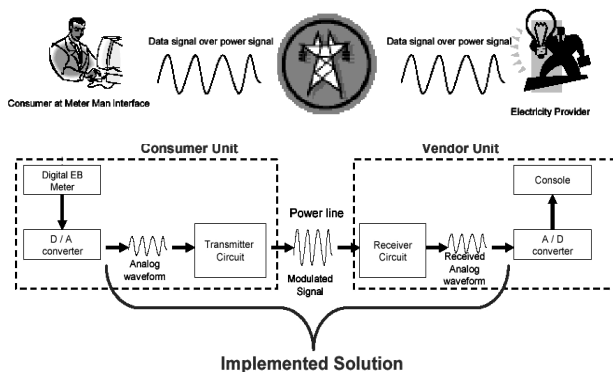 Data signal over power signal
Data signal over power signal
Consumer at Meter Man Interface
Electricity Provider
Consumer Unit
Vendor Unit
Digital EB
Meter
Console
Power line
D / A
converter
Transmitter
Circuit
Receiver
Circuit
A / D
converter
Analog
waveform
Modulated
Signal
Received
Analog
waveform
Implemented Solution